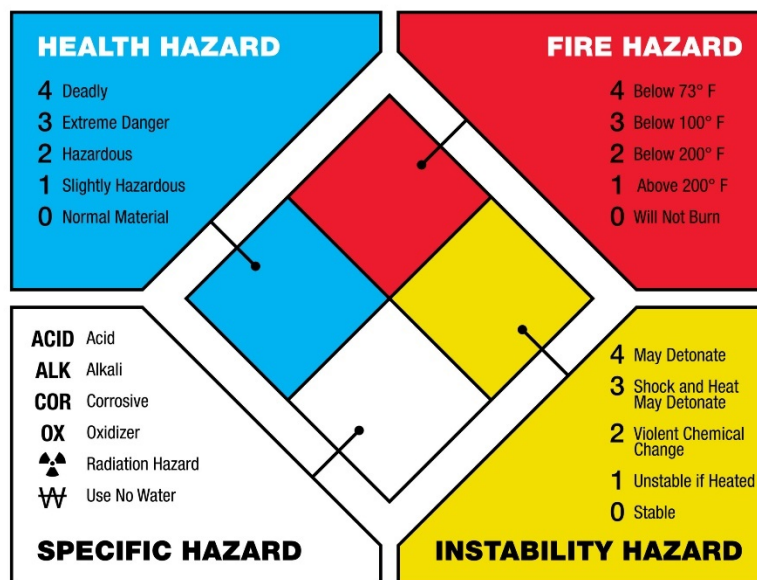 HEALTH HAZARD
4 Deadly
3 Extreme Danger
2 Hazardous
1 Slightly Hazardous
0 Normal Material
FIRE HAZARD
4 Below 73° F
3 Below 100° F
2 Below 200° F
1 Above 200° F
0 Will Not Burn
ACID Acid
ALK Alkali
COR Corrosive
OX Oxidizer
Radiation Hazard
W Use No Water
SPECIFIC HAZARD
4 May Detonate
3 Shock and Heat
May Detonate
2 Violent Chemical
Change
1 Unstable if Heated
0 Stable
INSTABILITY HAZARD